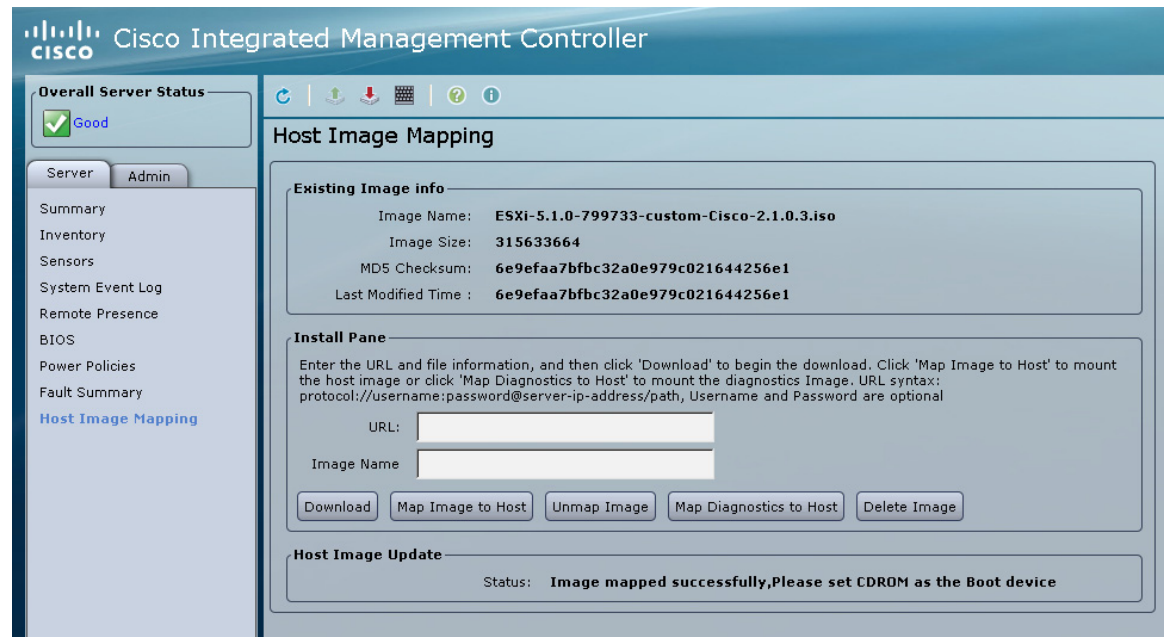 CISCO
Cisco Integrated Management Controller
Overall Server Status
Good
Server
Admin
Summary
Inventory
Sensors
System Event Log
Remote Presence
BIOS
Power Policies
Fault Summary
Host Image Mapping
Host Image Mapping
Existing Image info
Image Name: ESXi-5.1.0-799733-custom-Cisco-2.1.0.3.iso
Image Size: 315633664
MD5 Checksum: 6e9efaa7bfbc32a0e979c021644256e1
Last Modified Time : 6e9efaa7bfbc32a0e979c021644256e1
Install Pane
Enter the URL and file information, and then click 'Download' to begin the download. Click 'Map Image to Host' to mount
the host image or click 'Map Diagnostics to Host' to mount the diagnostics Image. URL syntax:
protocol://username:password@server-ip-address/path, Username and Password are optional
URL:
Image Name
Download Map Image to Host Unmap Image Map Diagnostics to Host Delete Image
Host Image Update
Status: Image mapped successfully,Please set CDROM as the Boot device